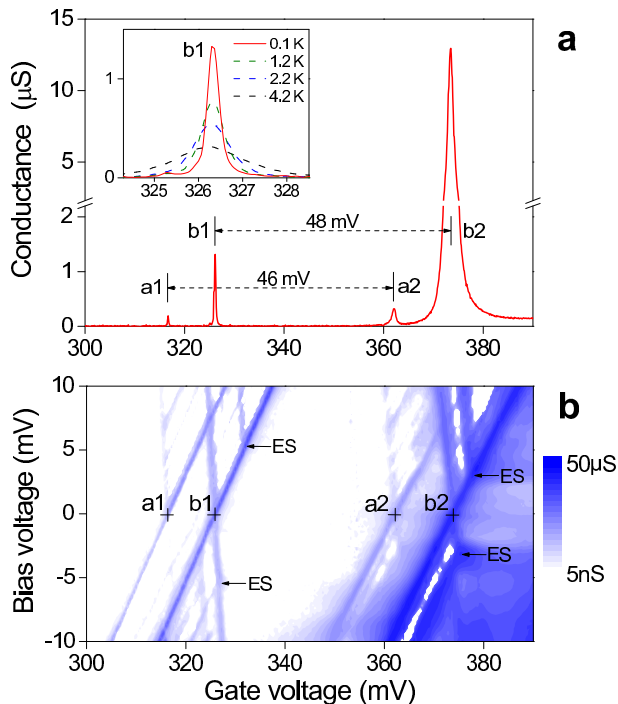 15
b1
0.1 K
1.2 K
2.2 K
4.2 K
a
1
0
325 326 327 328
10
5
2
1
0
Conductance (μS)
b1
48 mV
b2
a1
46 mV
a2
300 320 340 360 380
b
10
5
0
-5
-10
Bias voltage (mV)
ES
a1
b1
a2
b2
ES
ES
ES
50μS
5nS
300 320 340 360 380
Gate voltage (mV)